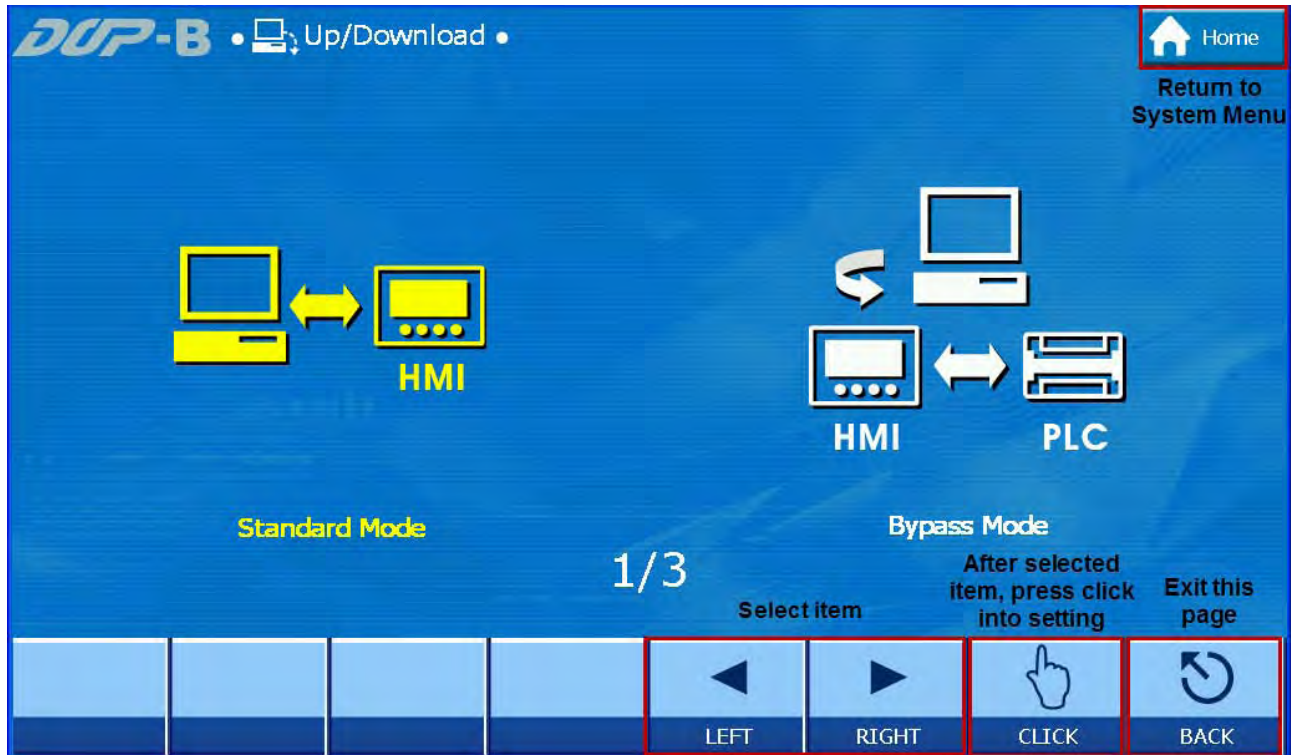 DOP-B • Up/Download •
Home
Return to
System Menu
HMI
HMI PLC
Standard Mode
Bypass Mode
1/3
Select item
After selected
item, press click
into setting
Exit this
page
LEFT
RIGHT
CLICK
BACK